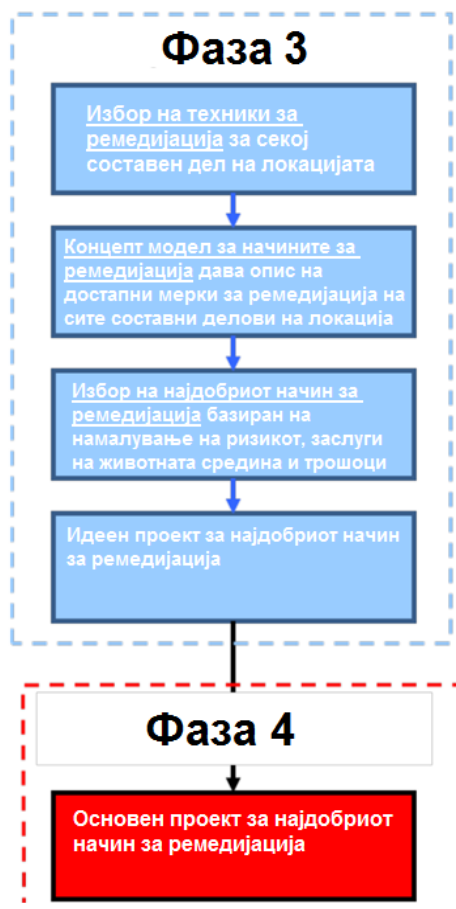 Фаза 3
Избор на техники за
ремедијација за секој
составен дел на локацијата
Концепт модел за начините за
ремедијација дава опис на
достапни мерки за ремедијација на
сите составни делови на локација
Избор на најдобриот начин за
ремедијација базиран на
намалување на ризикот, заслуги
на животната средина и трошоци
Идеен проект за најдобриот начин
за ремедијација
Фаза 4
Основен проект за најдобриот
начин за ремедијација